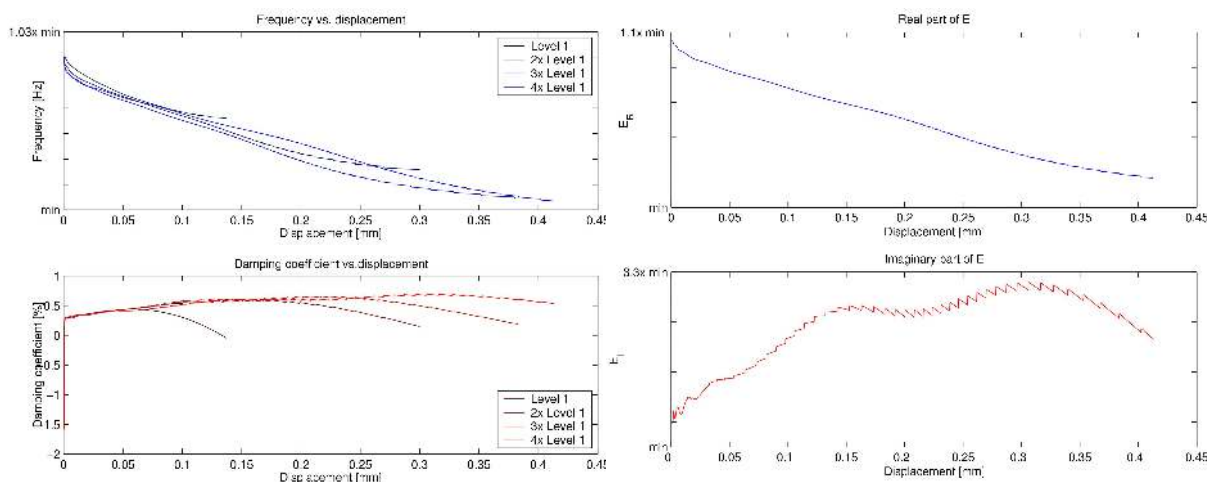 Frequency vs. displacement
1.03x min
Frequency [Hz]
min
Level 1
2x Level 1
3x Level 1
4x Level 1
0 0.05 0.1 0.15 0.2 0.25 0.3 0.35 0.4 0.45
Displacement [mm]
Real part of E
1.1x min
E_R
min
0 0.05 0.1 0.15 0.2 0.25 0.3 0.35 0.4 0.45
Displacement [mm]
Damping coefficient vs.displacement
Damping coefficient [%]
1
0.5
0
−0.5
−1
−1.5
−2
Level 1
2x Level 1
3x Level 1
4x Level 1
0 0.05 0.1 0.15 0.2 0.25 0.3 0.35 0.4 0.45
Displacement [mm]
Imaginary part of E
min
E_I
min
0 0.05 0.1 0.15 0.2 0.25 0.3 0.35 0.4 0.45
Displacement [mm]